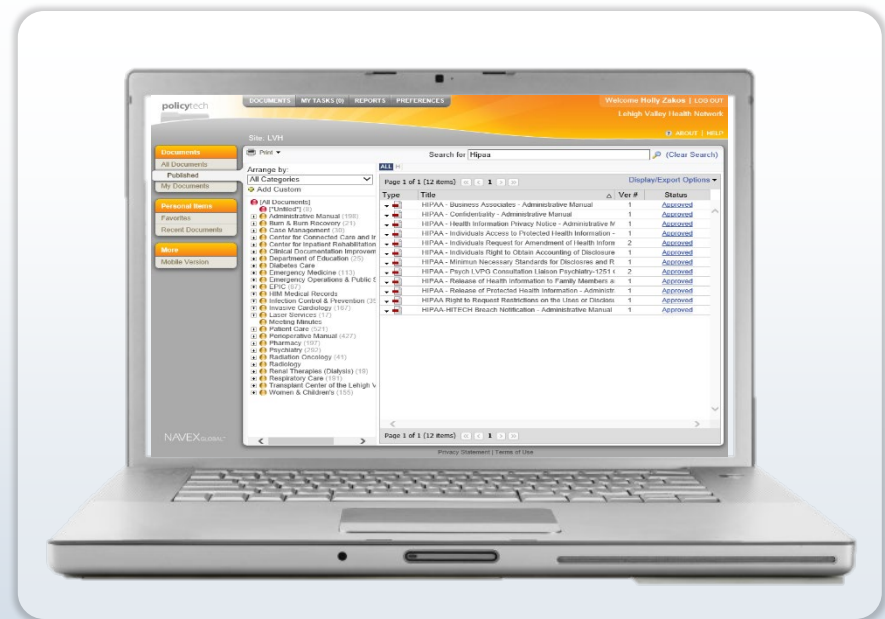 policytech
DOCUMENTS MY TASKS (0) REPORTS PREFERENCES
Welcome Holly Zakos | LOG OUT
Lehigh Valley Health Network
ABOUT | HELP
Site: LVH
Documents
All Documents
Published
My Documents
Personal Items
Favorites
Recent Documents
More
Mobile Version
NAVEX GLOBAL
Print
Search for Hipaa
(Clear Search)
Arrange by:
All Categories
Add Custom
[All Documents]
["Untitled"] (8)
Administrative Manual (198)
Burn & Burn Recovery (21)
Case Management (30)
Center for Connected Care and Ir
Center for Inpatient Rehabilitation
Clinical Documentation Improvem
Department of Education (25)
Diabetes Care
Emergency Medicine (113)
Emergency Operations & Public S
EPIC (67)
HIM Medical Records
Infection Control & Prevention
Invasive Cardiology (167)
Laser Services (17)
Meeting Minutes
Patient Care (521)
Perioperative Manual (427)
Pharmacy (107)
Psychiatry (292)
Radiation Oncology (41)
Radiology
Renal Therapies (Dialysis) (18)
Respiratory Care (191)
Transplant Center of the Lehigh V
Women & Children's (155)
ALL
Page 1 of 1 (12 items) 1
Display/Export Options
Type Title Ver # Status
HIPAA - Business Associates - Administrative Manual 1 Approved
HIPAA - Confidentiality - Administrative Manual 1 Approved
HIPAA - Health Information Privacy Notice - Administrative M 1 Approved
HIPAA - Individuals Access to Protected Health Information - 1 Approved
HIPAA - Individuals Request for Amendment of Health Inform 2 Approved
HIPAA - Individuals Right to Obtain Accounting of Disclosure 1 Approved
HIPAA - Minimun Necessary Standards for Disclosres and R 1 Approved
HIPAA - Psych LVPG Consultation Liaison Psychiatry-1251 2 Approved
HIPAA - Release of Health Information to Family Members a 1 Approved
HIPAA - Release of Protected Health Information - Administr 1 Approved
HIPAA Right to Request Restrictions on the Uses or Disclos 1 Approved
HIPAA-HITECH Breach Notification - Administrative Manual 1 Approved
Page 1 of 1 (12 items) 1
Privacy Statement | Terms of Use